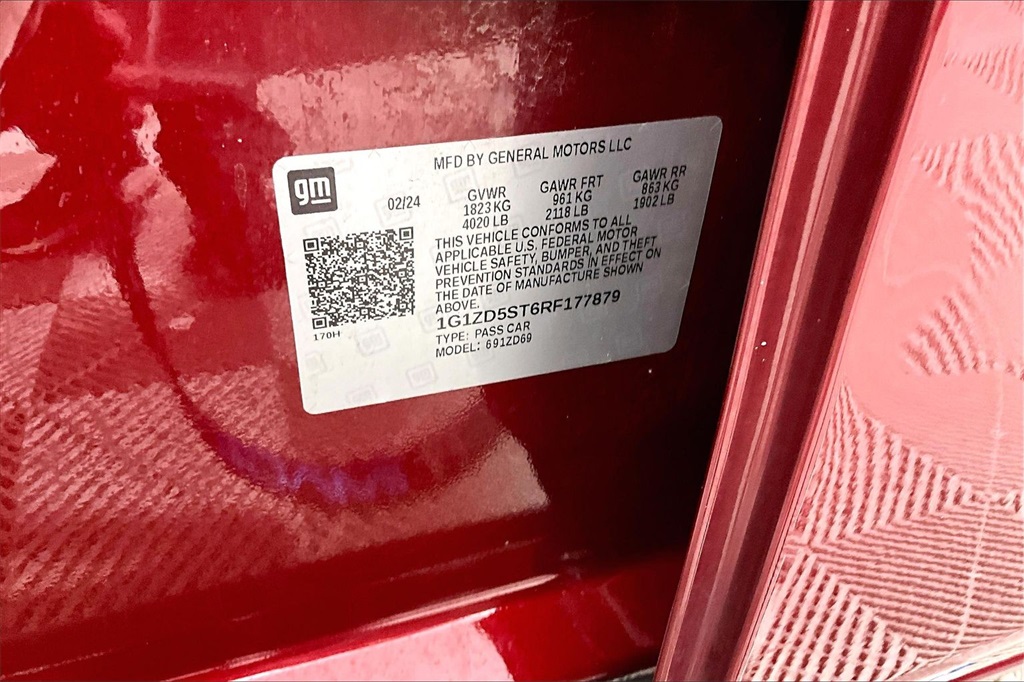 gm
MFD BY GENERAL MOTORS LLC
02/24
GVWR GAWR FRT GAWR RR
1823 KG 961 KG 863 KG
4020 LB 2118 LB 1902 LB
THIS VEHICLE CONFORMS TO ALL
APPLICABLE U.S. FEDERAL MOTOR
VEHICLE SAFETY, BUMPER, AND THEFT
PREVENTION STANDARDS IN EFFECT ON
THE DATE OF MANUFACTURE SHOWN
ABOVE.
1G1ZD5ST6RF177879
TYPE: PASS CAR
MODEL: 691ZD69
170H